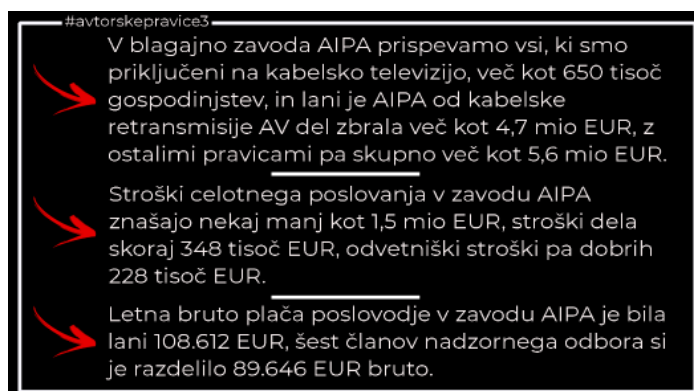 #avtorskepravice3
V blagajno zavoda AIPA prispevamo vsi, ki smo
priključeni na kabelsko televizijo, več kot 650 tisoč
gospodinjstev, in lani je AIPA od kabelske
retransmisije AV del zbrala več kot 4,7 mio EUR, z
ostalimi pravicami pa skupno več kot 5,6 mio EUR.
Stroški celotnega poslovanja v zavodu AIPA
znašajo nekaj manj kot 1,5 mio EUR, stroški dela
skoraj 348 tisoč EUR, odvetniški stroški pa dobrih
228 tisoč EUR.
Letna bruto plača poslovodje v zavodu AIPA je bila
lani 108.612 EUR, šest članov nadzornega odbora si
je razdelilo 89.646 EUR bruto.